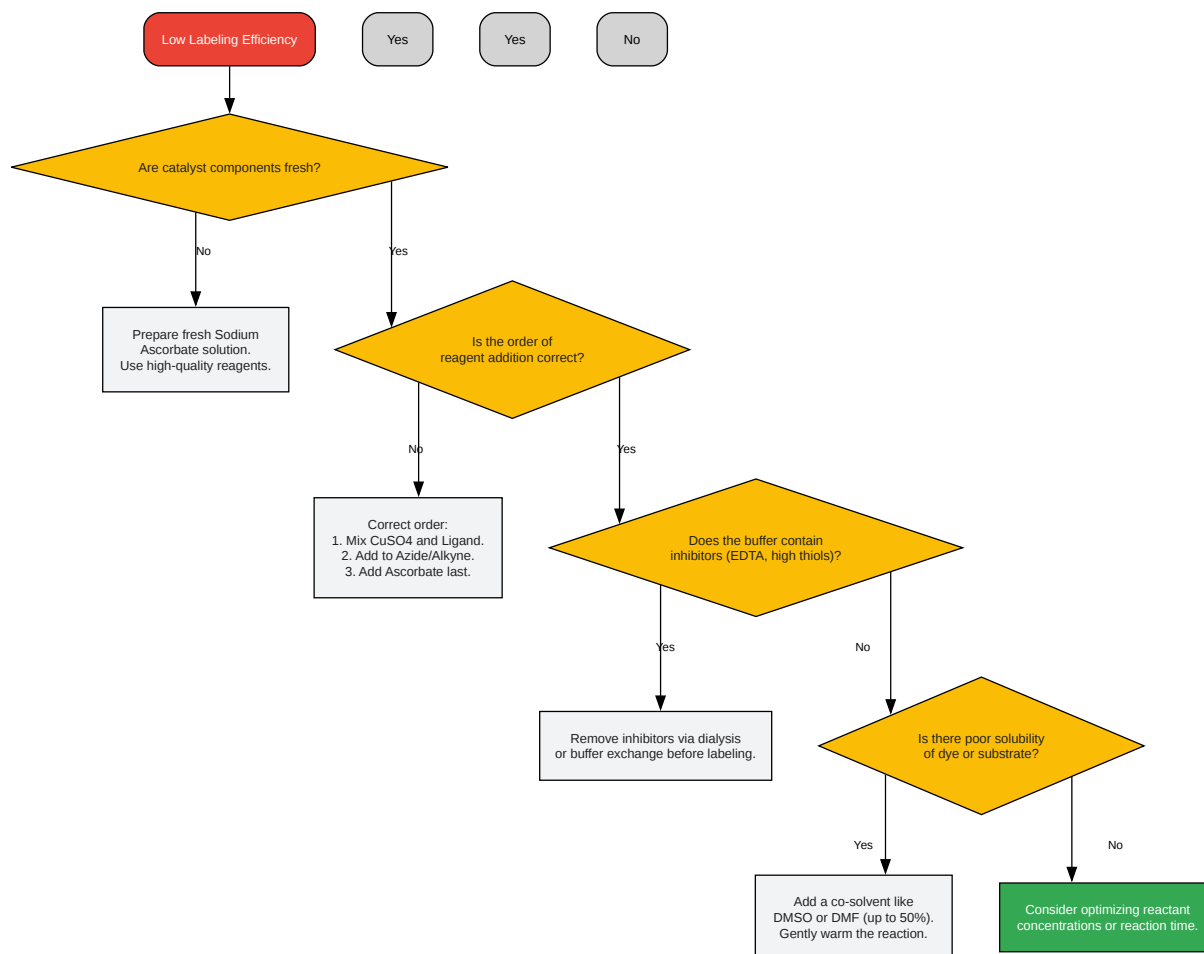 Low Labeling Efficiency
Yes
Yes
No
Are catalyst components fresh?
No
Yes
Prepare fresh Sodium
Ascorbate solution.
Use high-quality reagents.
Is the order of
reagent addition correct?
No
Yes
Correct order:
1. Mix CuSO4 and Ligand.
2. Add to Azide/Alkyne.
3. Add Ascorbate last.
Does the buffer contain
inhibitors (EDTA, high thiols)?
Yes
No
Remove inhibitors via dialysis
or buffer exchange before labeling.
Is there poor solubility
of dye or substrate?
Yes
No
Add a co-solvent like
DMSO or DMF (up to 50%).
Gently warm the reaction.
Consider optimizing reactant
concentrations or reaction time.